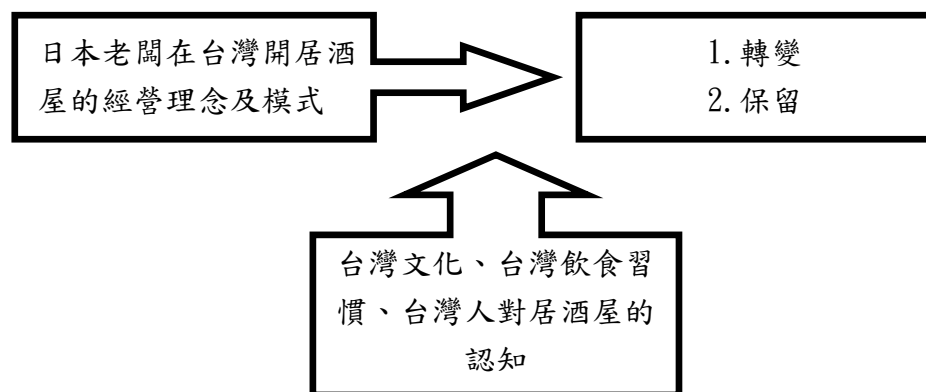 日本老闆在台灣開居酒
屋的經營理念及模式
1.轉變
2.保留
台灣文化、台灣飲食習
慣、台灣人對居酒屋的
認知